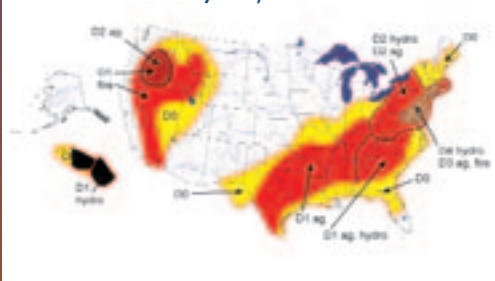 D2 hydro
D2 ag
D0
D2 ag
D1
fire
D0
D4 hydro
D3 ag, fire
D1
hydro
D0
D0
D1 ag
D1 ag, hydro